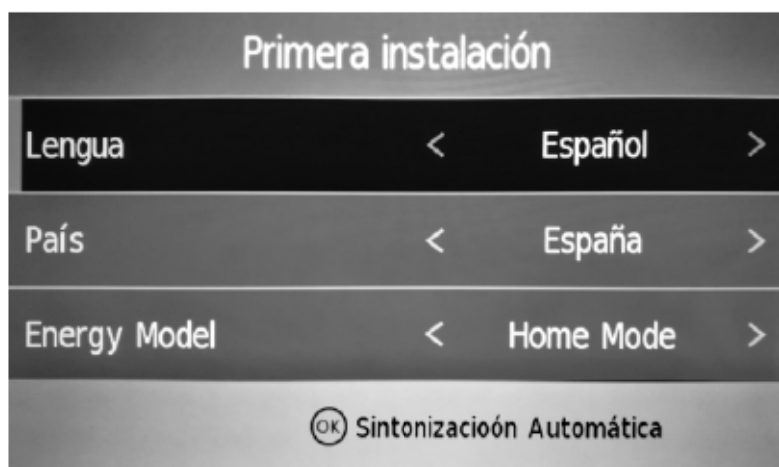 Primera instalación
Lengua < Español >
País < España >
Energy Model < Home Mode >
OK Sintonizacioón Automática